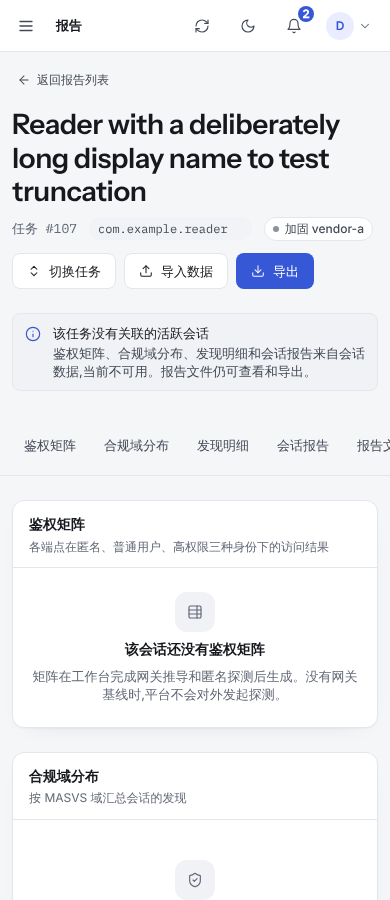 报告
2
D
返回报告列表
Reader with a deliberately
long display name to test
truncation
任务 #107 com.example.reader 加固 vendor-a
切换任务 导入数据 导出
该任务没有关联的活跃会话
鉴权矩阵、合规域分布、发现明细和会话报告来自会话
数据,当前不可用。报告文件仍可查看和导出。
鉴权矩阵 合规域分布 发现明细 会话报告 报告文
鉴权矩阵
各端点在匿名、普通用户、高权限三种身份下的访问结果
该会话还没有鉴权矩阵
矩阵在工作台完成网关推导和匿名探测后生成。没有网关
基线时,平台不会对外发起探测。
合规域分布
按 MASVS 域汇总会话的发现